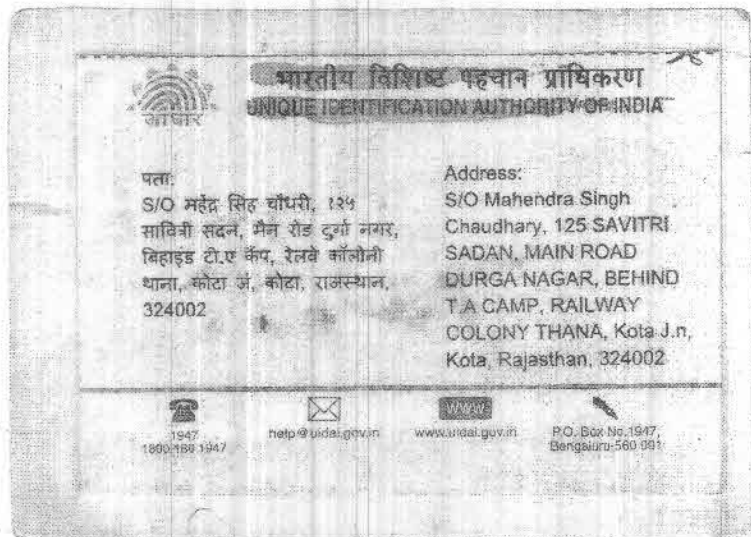 आधार
भारतीय विशिष्ट पहचान प्राधिकरण
UNIQUE IDENTIFICATION AUTHORITY OF INDIA
पता:
S/O महेंद्र सिंह चौधरी, १२५
सावित्री सदन, मैन रोड दुर्गा नगर,
बिहाइड टी.ए कैंप, रेलवे कॉलोनी
थाना, कोटा जं, कोटा, राजस्थान,
324002
Address:
S/O Mahendra Singh
Chaudhary, 125 SAVITRI
SADAN, MAIN ROAD
DURGA NAGAR, BEHIND
T.A CAMP, RAILWAY
COLONY THANA, Kota J.n,
Kota, Rajasthan, 324002
1947
1800 180 1947
help@uidai.gov.in
www
www.uidai.gov.in
P.O. Box No.1947,
Bengaluru-560 001